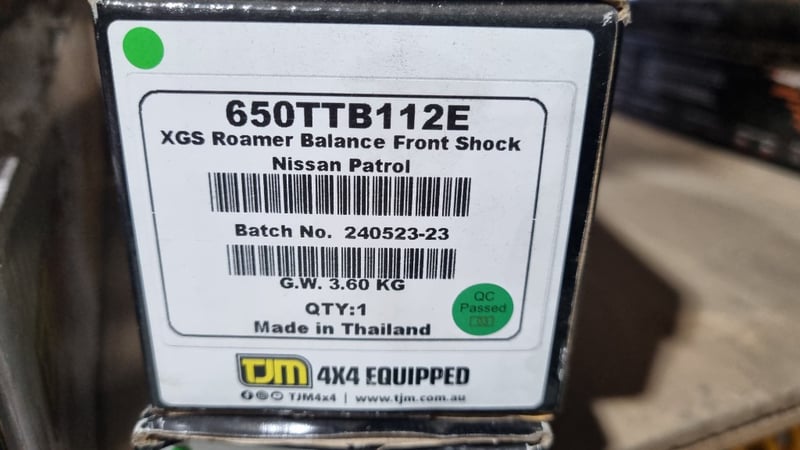 650TTB112E
XGS Roamer Balance Front Shock
Nissan Patrol
Batch No. 240523-23
G.W. 3.60 KG
QTY:1
Made in Thailand
QC
Passed
03
TJM 4X4 EQUIPPED
TJM4x4 | www.tjm.com.au